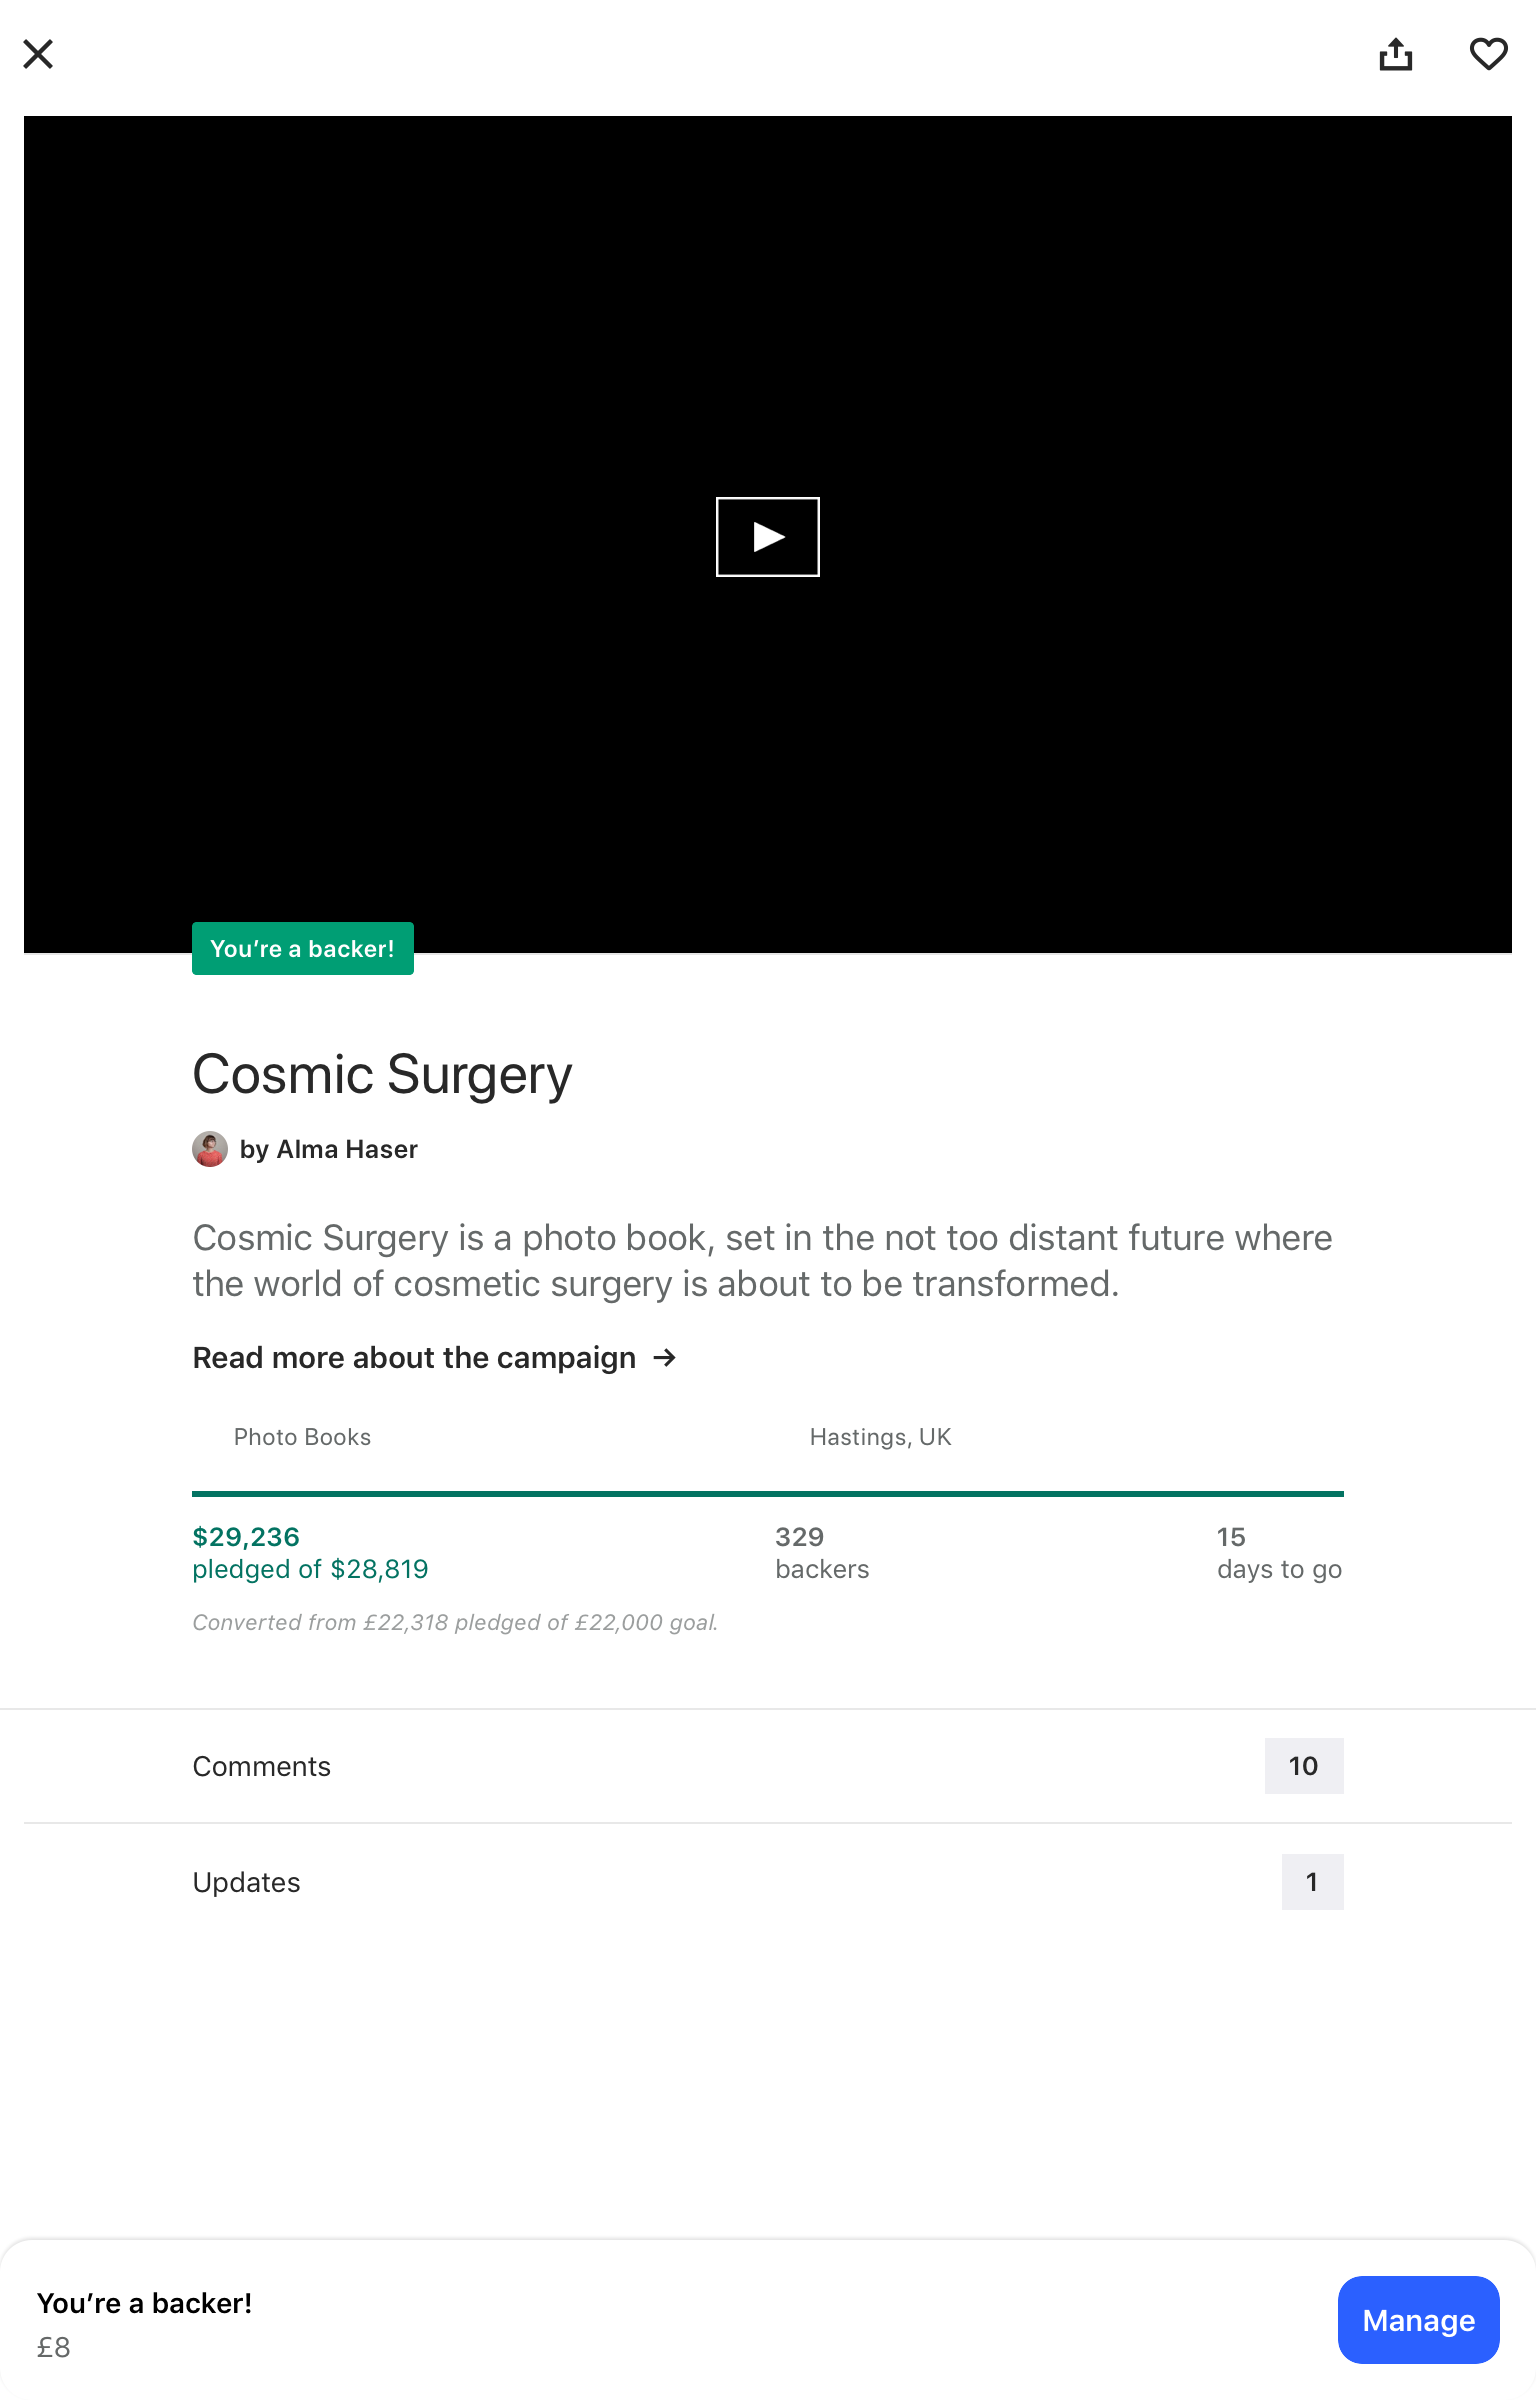 You’re a backer!
Cosmic Surgery
by Alma Haser
Cosmic Surgery is a photo book, set in the not too distant future where
the world of cosmetic surgery is about to be transformed.
Read more about the campaign →
Photo Books
Hastings, UK
$29,236
pledged of $28,819
329
backers
15
days to go
Converted from £22,318 pledged of £22,000 goal.
Comments
10
Updates
1
You’re a backer!
£8
Manage